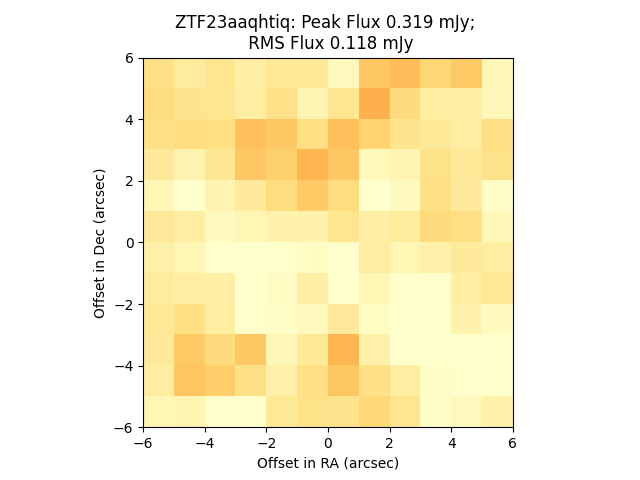 ZTF23aaqhtiq: Peak Flux 0.319 mJy;
RMS Flux 0.118 mJy
6
4
2
0
−2
−4
−6
Offset in Dec (arcsec)
−6 −4 −2 0 2 4 6
Offset in RA (arcsec)